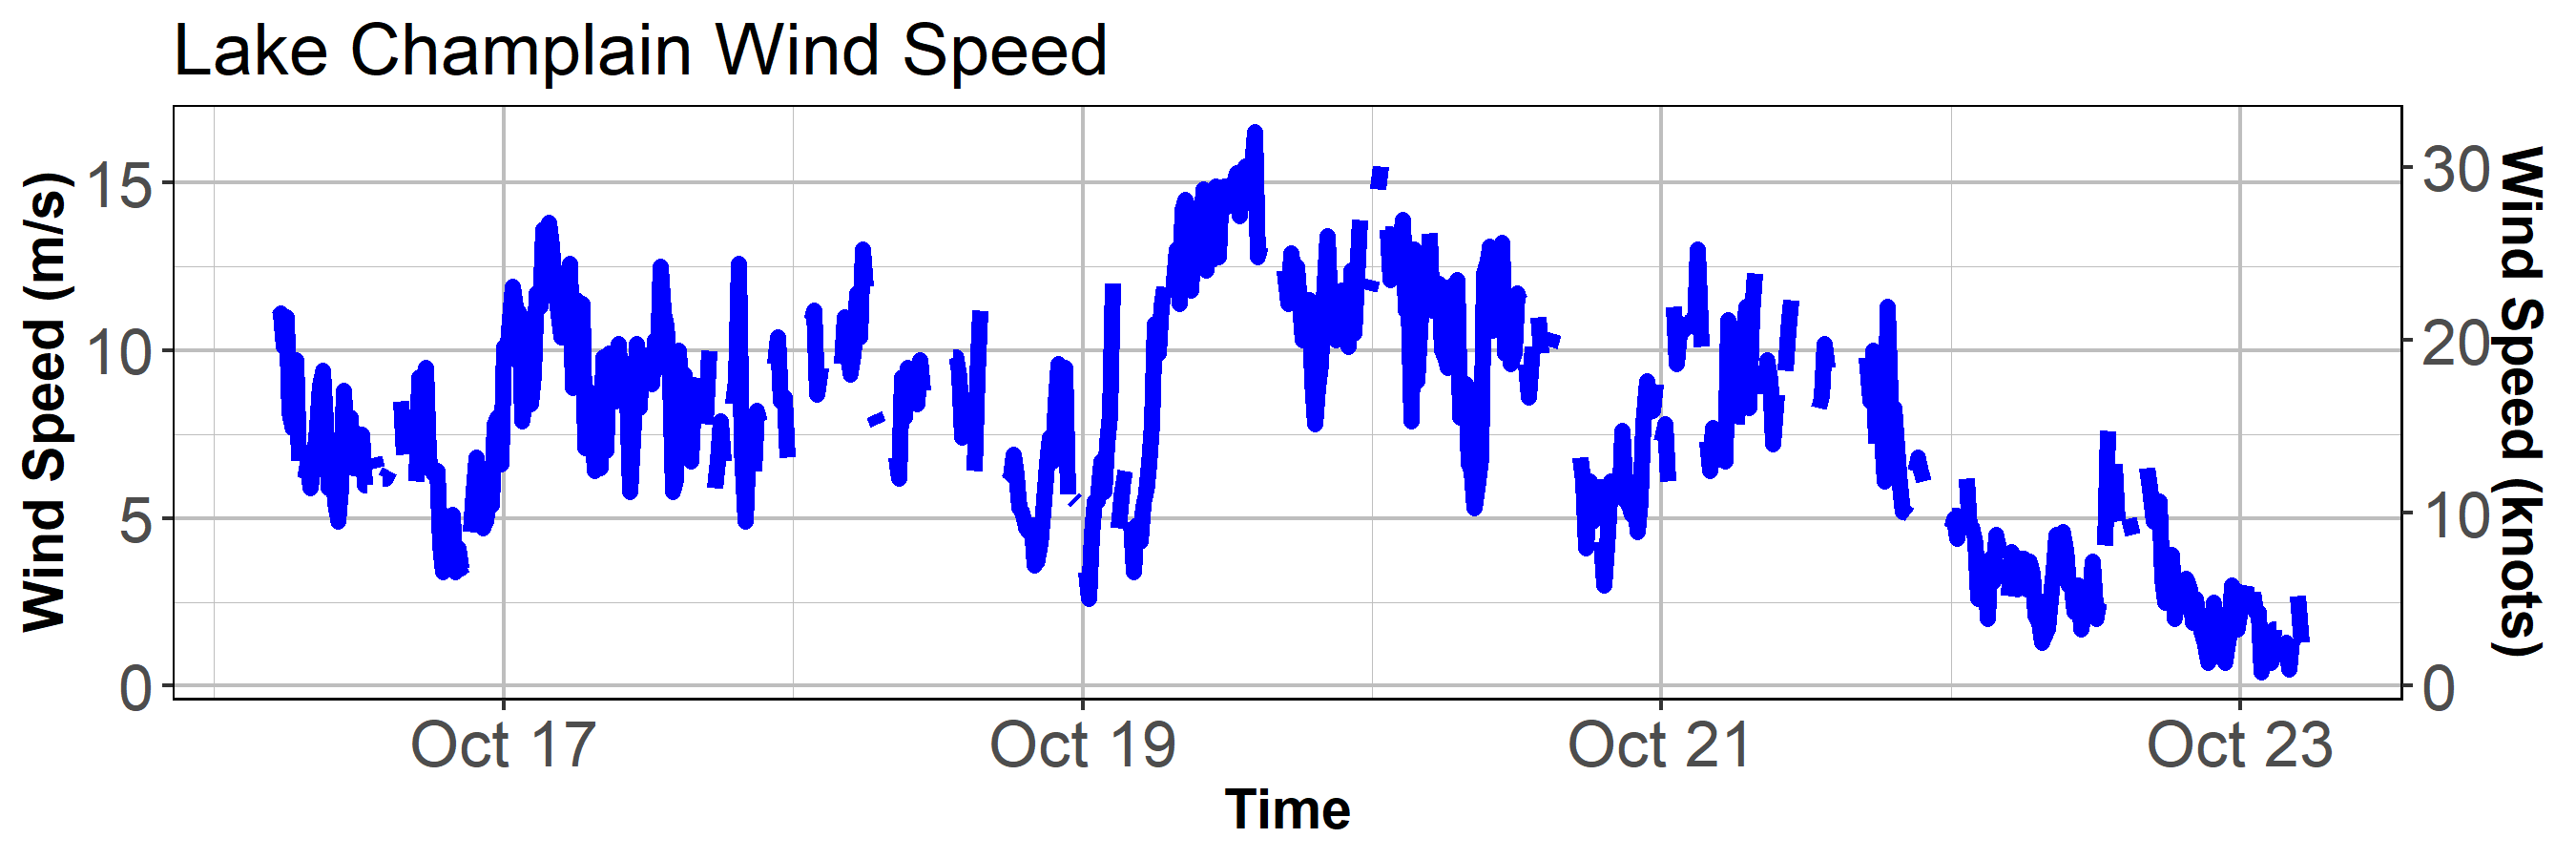 Lake Champlain Wind Speed
Wind Speed (m/s)
15
10
5
0
30
20
10
0
Wind Speed (knots)
Oct 17
Oct 19
Oct 21
Oct 23
Time